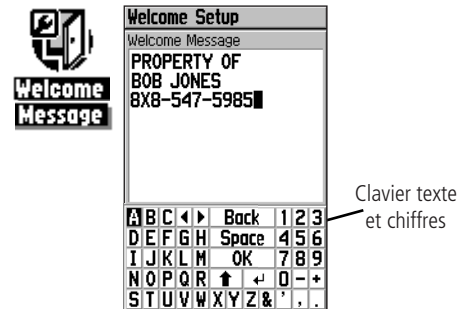 Welcome
Message
Welcome Setup
Welcome Message
PROPERTY OF
BOB JONES
8X8-547-5985
A B C ◂ ▸ Back 1 2 3
D E F G H Space 4 5 6
I J K L M OK 7 8 9
N O P Q R ↑ ↵ 0 - +
S T U V W X Y Z & ' , .
Clavier texte
et chiffres